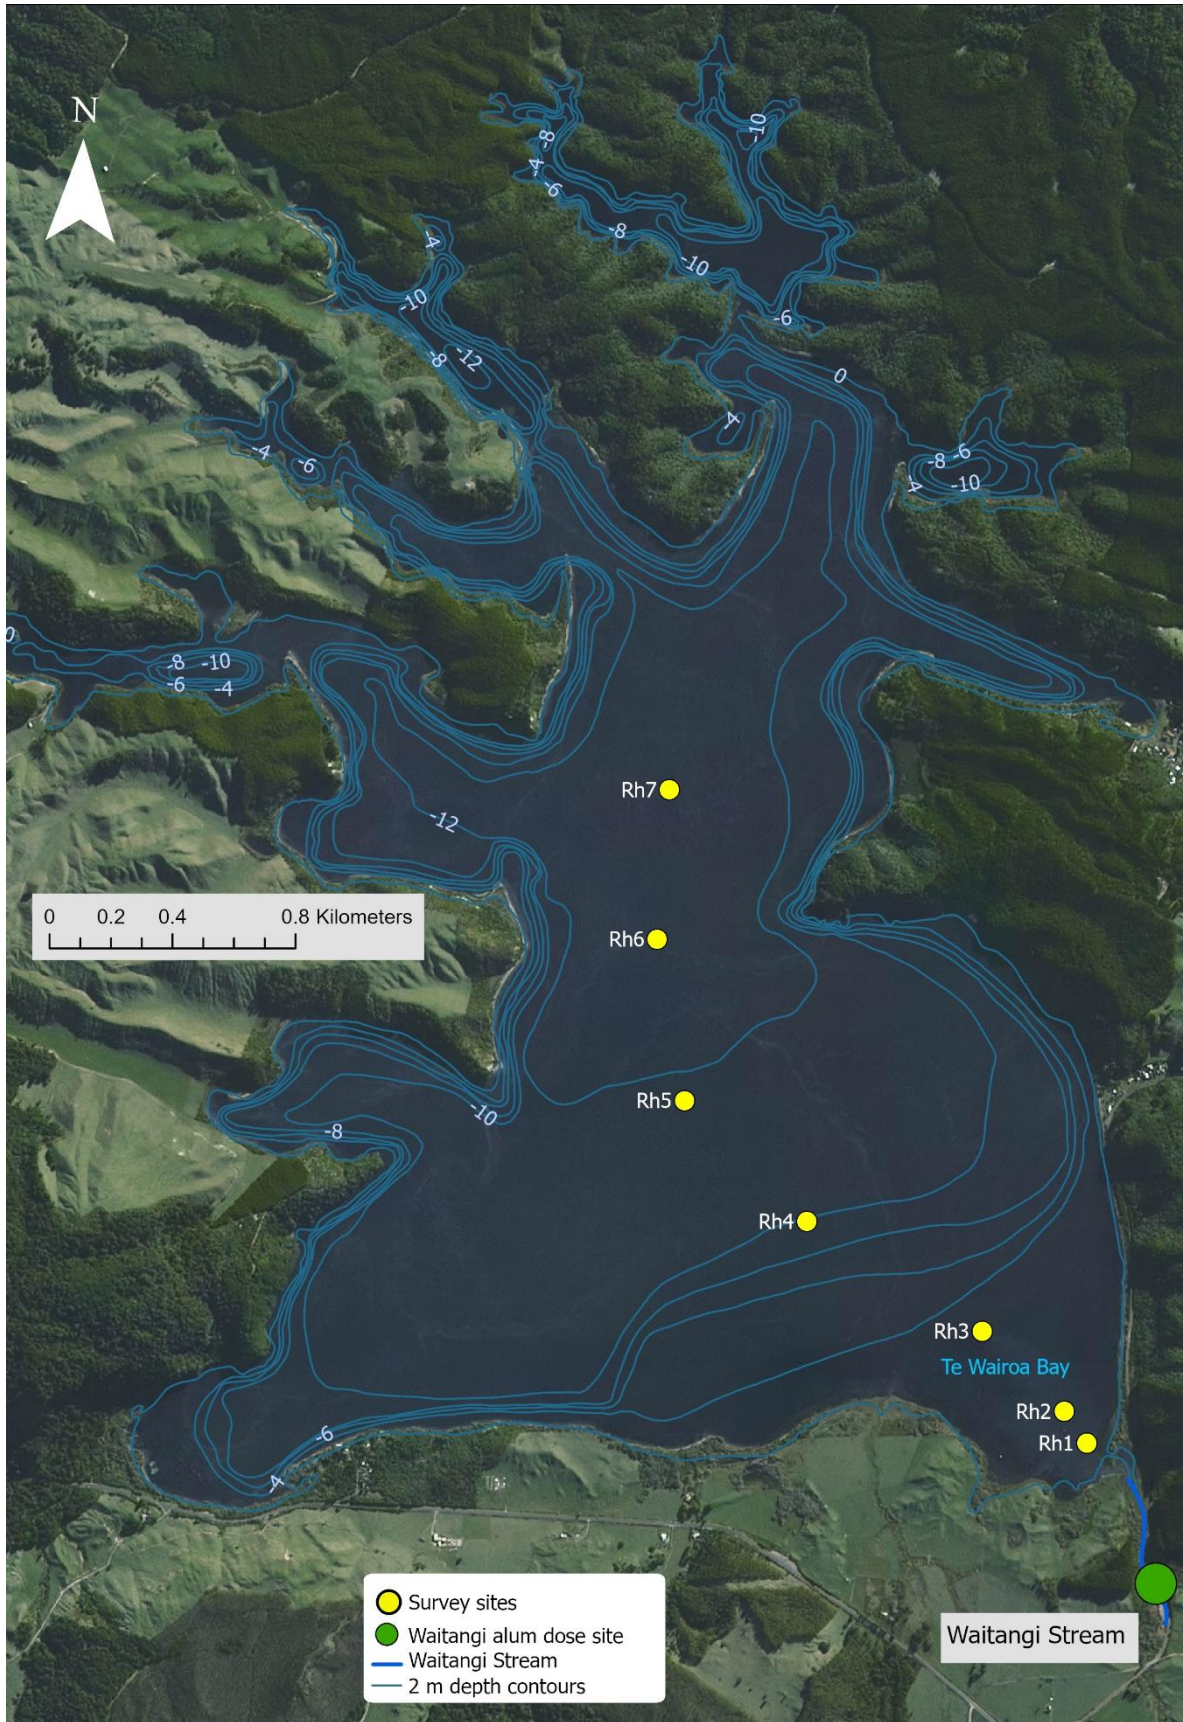 N
-10
-8
-4
-6
-8
-10
-4
-10
-6
-8
-12
0
-4
-4
-6
-8
-6
-4
-10
0
-8
-10
-6
-4
Rh7
-12
0
0.2
0.4
0.8 Kilometers
Rh6
Rh5
-10
-8
Rh4
Rh3
Te Wairoa Bay
Rh2
-6
Rh1
-4
Survey sites
Waitangi alum dose site
Waitangi Stream
2 m depth contours
Waitangi Stream